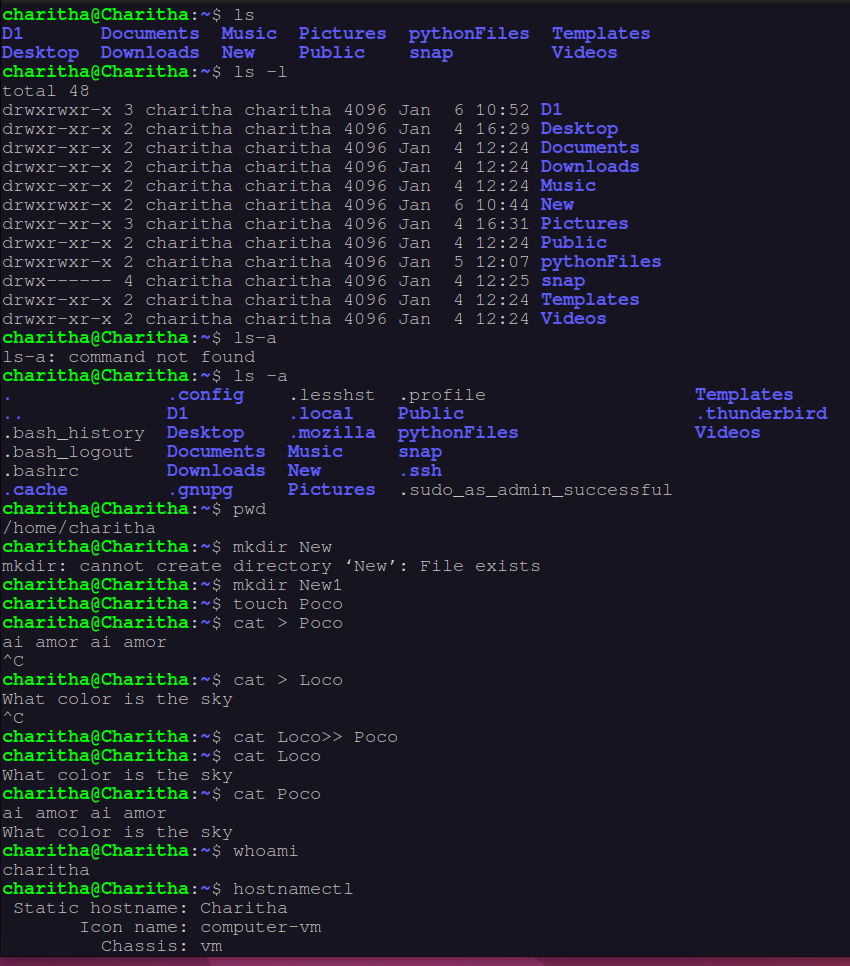 charitha@Charitha:~$ ls
D1       Documents  Music  Pictures  pythonFiles  Templates
Desktop  Downloads  New    Public    snap         Videos
charitha@Charitha:~$ ls -l
total 48
drwxrwxr-x 3 charitha charitha 4096 Jan  6 10:52 D1
drwxr-xr-x 2 charitha charitha 4096 Jan  4 16:29 Desktop
drwxr-xr-x 2 charitha charitha 4096 Jan  4 12:24 Documents
drwxr-xr-x 2 charitha charitha 4096 Jan  4 12:24 Downloads
drwxr-xr-x 2 charitha charitha 4096 Jan  4 12:24 Music
drwxrwxr-x 2 charitha charitha 4096 Jan  6 10:44 New
drwxr-xr-x 3 charitha charitha 4096 Jan  4 16:31 Pictures
drwxr-xr-x 2 charitha charitha 4096 Jan  4 12:24 Public
drwxrwxr-x 2 charitha charitha 4096 Jan  5 12:07 pythonFiles
drwx------ 4 charitha charitha 4096 Jan  4 12:25 snap
drwxr-xr-x 2 charitha charitha 4096 Jan  4 12:24 Templates
drwxr-xr-x 2 charitha charitha 4096 Jan  4 12:24 Videos
charitha@Charitha:~$ ls-a
ls-a: command not found
charitha@Charitha:~$ ls -a
.              .config    .lesshst  .profile                   Templates
..             D1         .local    Public                     .thunderbird
.bash_history  Desktop    .mozilla  pythonFiles                Videos
.bash_logout   Documents  Music     snap
.bashrc        Downloads  New       .ssh
.cache         .gnupg     Pictures  .sudo_as_admin_successful
charitha@Charitha:~$ pwd
/home/charitha
charitha@Charitha:~$ mkdir New
mkdir: cannot create directory ‘New’: File exists
charitha@Charitha:~$ mkdir New1
charitha@Charitha:~$ touch Poco
charitha@Charitha:~$ cat > Poco
ai amor ai amor
^C
charitha@Charitha:~$ cat > Loco
What color is the sky
^C
charitha@Charitha:~$ cat Loco>> Poco
charitha@Charitha:~$ cat Loco
What color is the sky
charitha@Charitha:~$ cat Poco
ai amor ai amor
What color is the sky
charitha@Charitha:~$ whoami
charitha
charitha@Charitha:~$ hostnamectl
Static hostname: Charitha
Icon name: computer-vm
Chassis: vm